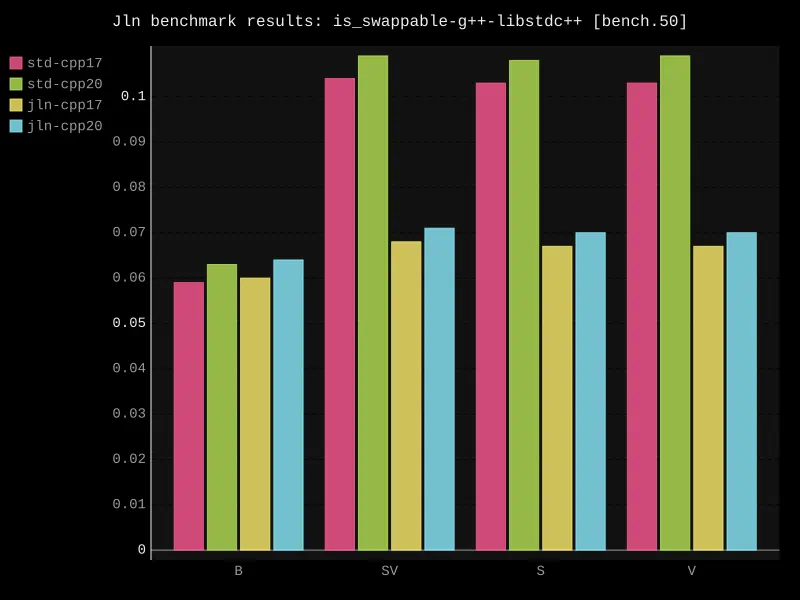 Jln benchmark results: is_swappable-g++-libstdc++ [bench.50]
std-cpp17
std-cpp20
jln-cpp17
jln-cpp20
0.1
0.09
0.08
0.07
0.06
0.05
0.04
0.03
0.02
0.01
0
B SV S V